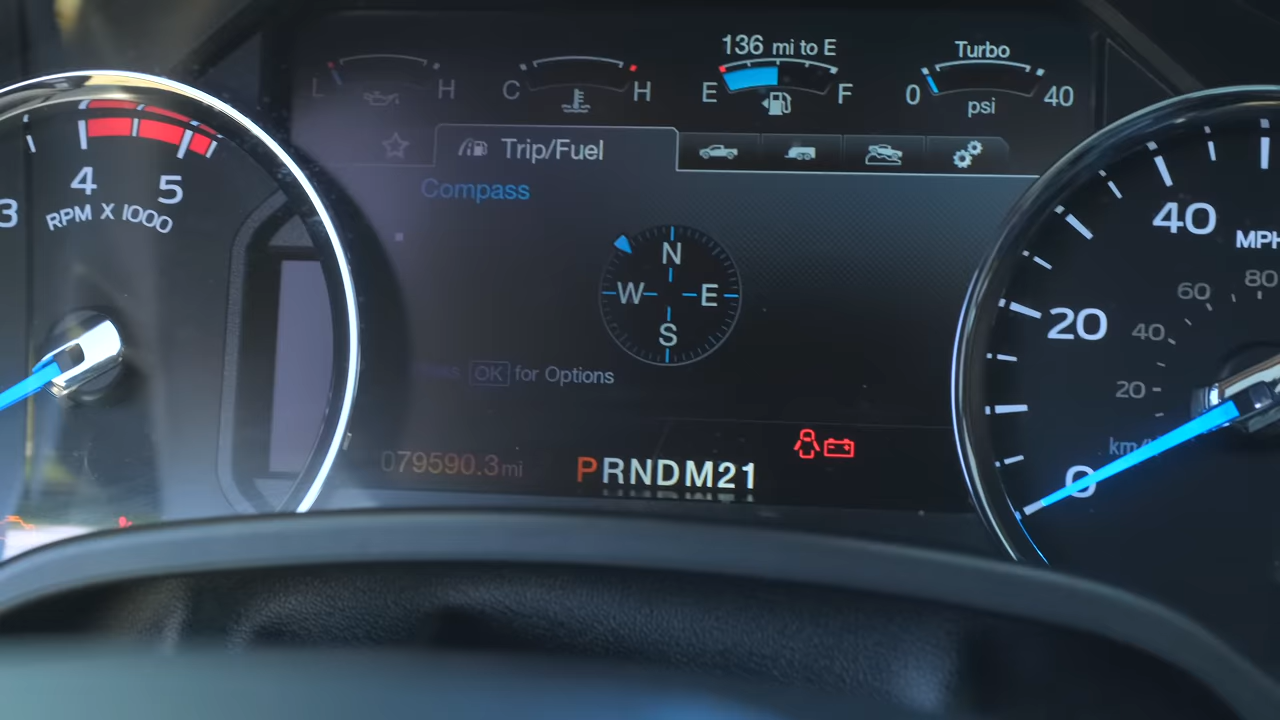 136 mi to E
Turbo
L H
C H
E F
0 40
psi
Trip/Fuel
Compass
3 4 5
RPM X 1000
N
W E
S
OK for Options
079590.3 mi
PRNDM21
40
MPH
20
0
80
60
40
20
km/